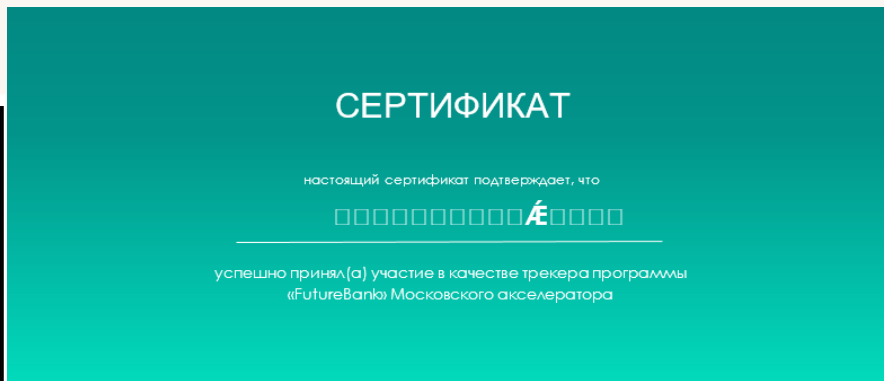 СЕРТИФИКАТ
настоящий сертификат подтверждает, что
успешно принял(а) участие в качестве трекера программы
«FutureBank» Московского акселератора